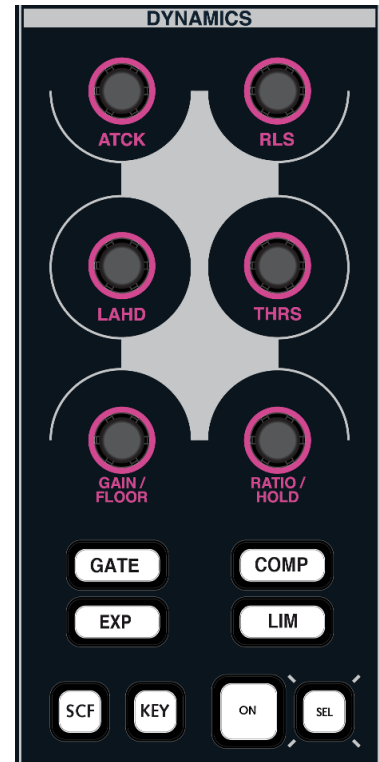 DYNAMICS
ATCK
RLS
LAHD
THRS
GAIN /
FLOOR
RATIO /
HOLD
GATE
COMP
EXP
LIM
SCF
KEY
ON
SEL